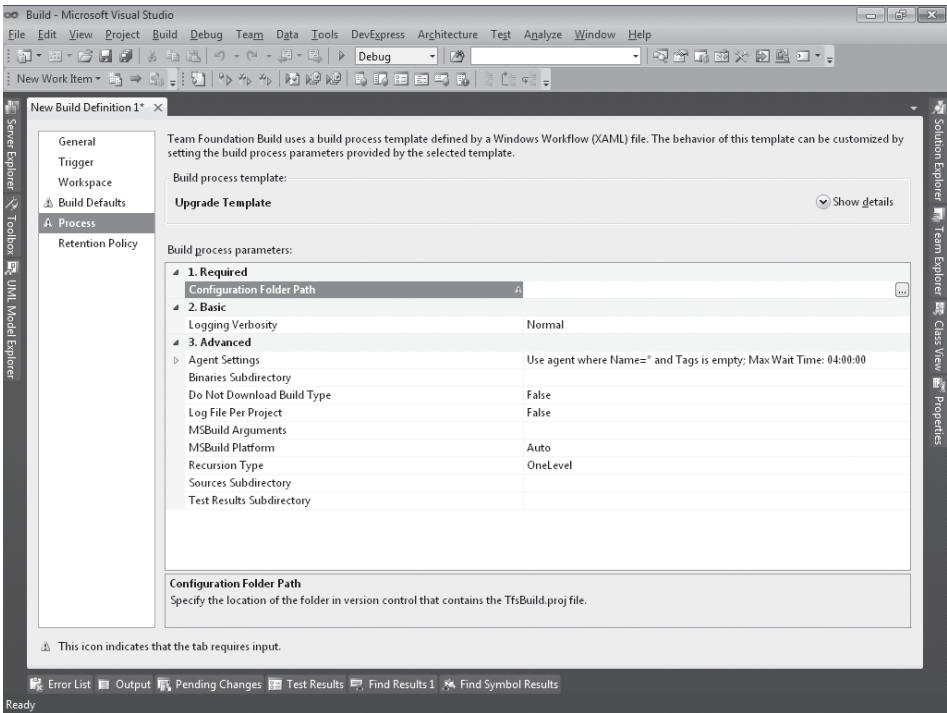 Build - Microsoft Visual Studio
File Edit View Project Build Debug Team Data Tools DevExpress Architecture Test Analyze Window Help
Debug
New Work Item
New Build Definition 1*
Server Explorer
Toolbox
UML Model Explorer
General
Trigger
Workspace
Build Defaults
Process
Retention Policy
Team Foundation Build uses a build process template defined by a Windows Workflow (XAML) file. The behavior of this template can be customized by
setting the build process parameters provided by the selected template.
Build process template:
Upgrade Template
Show details
Build process parameters:
1. Required
Configuration Folder Path
...
2. Basic
Logging Verbosity Normal
3. Advanced
Agent Settings Use agent where Name=* and Tags is empty; Max Wait Time: 04:00:00
Binaries Subdirectory
Do Not Download Build Type False
Log File Per Project False
MSBuild Arguments
MSBuild Platform Auto
Recursion Type OneLevel
Sources Subdirectory
Test Results Subdirectory
Configuration Folder Path
Specify the location of the folder in version control that contains the TfsBuild.proj file.
This icon indicates that the tab requires input.
Solution Explorer
Team Explorer
Class View
Properties
Error List Output Pending Changes Test Results Find Results 1 Find Symbol Results
Ready